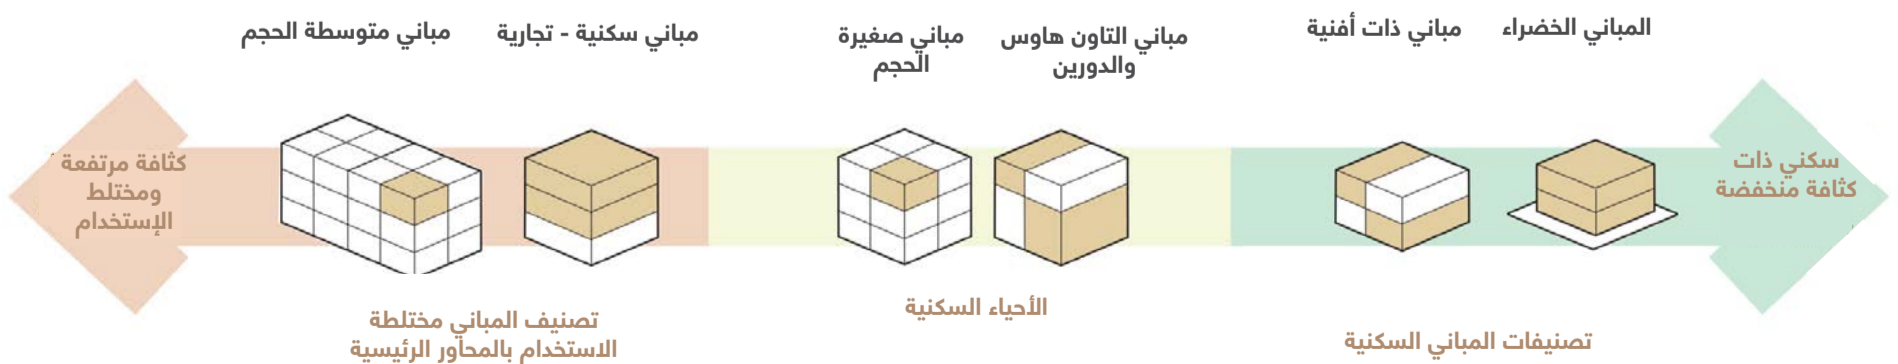 المباني الخضراء
مباني ذات أفنية
مباني التاون هاوس
والدورين
مباني صغيرة
الحجم
مباني سكنية - تجارية
مباني متوسطة الحجم
سكني ذات
كثافة منخفضة
كثافة مرتفعة
ومختلط
الإستخدام
تصنيفات المباني السكنية
الأحياء السكنية
تصنيف المباني مختلطة
الاستخدام بالمحاور الرئيسية